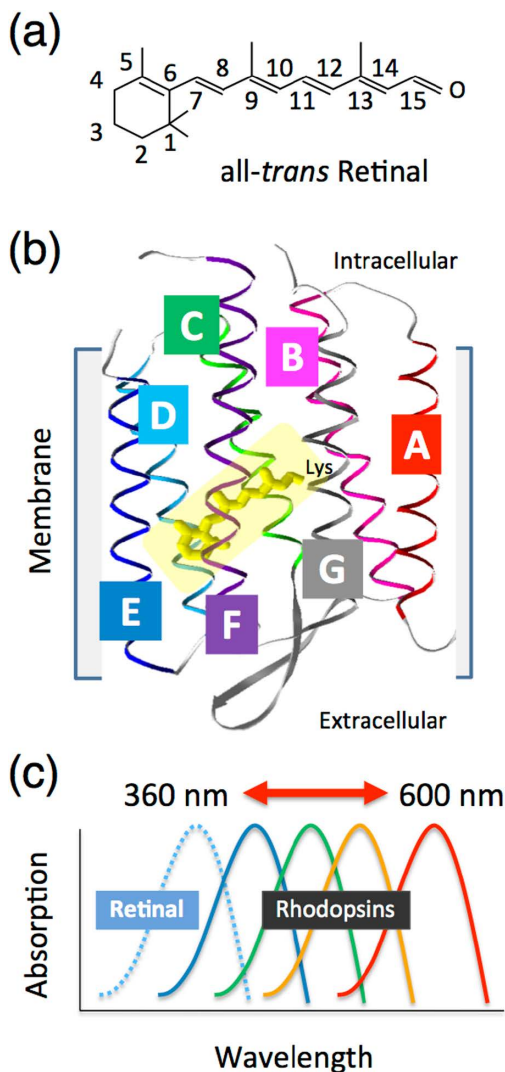 (a)
5
6
8
10
12
14
4
7
9
11
13
15
O
3
2
1
all-trans Retinal
(b)
Intracellular
C
B
D
A
Lys
Membrane
G
E
F
Extracellular
(c)
360 nm
600 nm
Retinal
Rhodopsins
Absorption
Wavelength